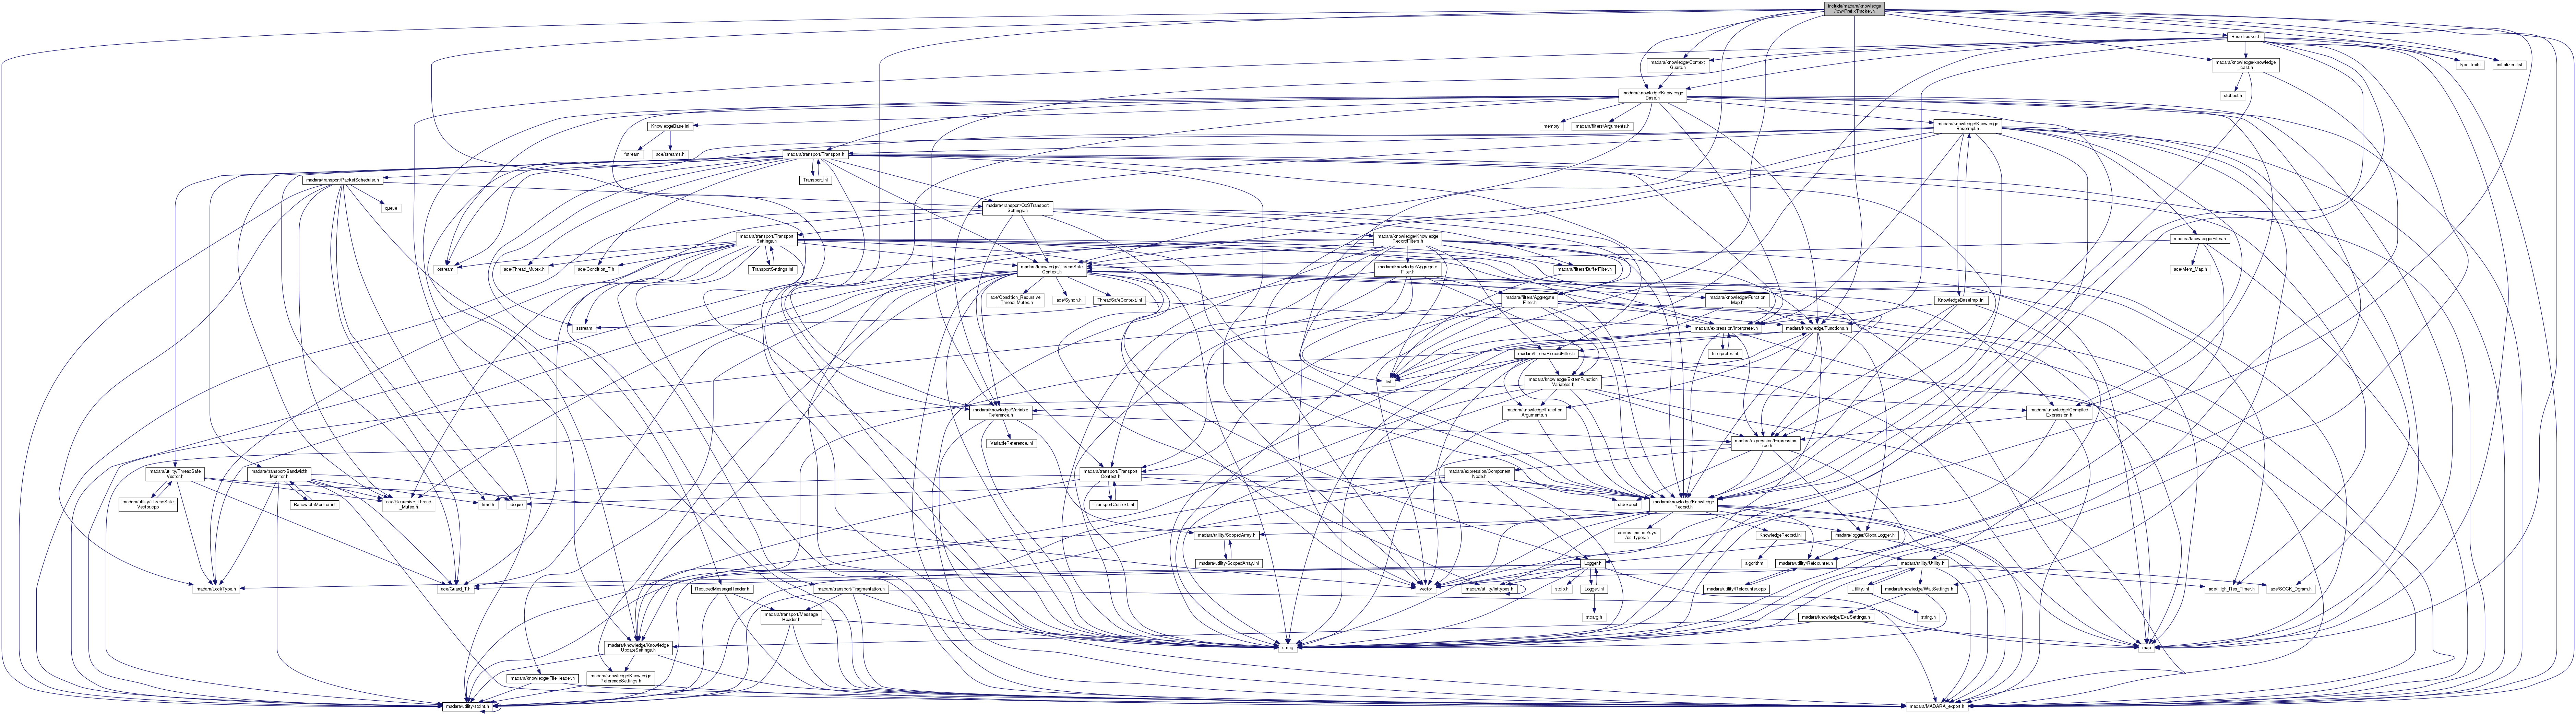 include/madara/knowledge
/rcw/PrefixTracker.h
BaseTracker.h
madara/knowledge/Context
Guard.h
madara/knowledge/knowledge
_cast.h
type_traits
initializer_list
stdbool.h
madara/knowledge/Knowledge
Base.h
KnowledgeBase.inl
memory
madara/filters/Arguments.h
madara/knowledge/Knowledge
BaseImpl.h
fstream
ace/streams.h
madara/transport/Transport.h
madara/transport/PacketScheduler.h
Transport.inl
queue
madara/transport/QoSTransport
Settings.h
madara/transport/Transport
Settings.h
madara/knowledge/Knowledge
RecordFilters.h
madara/knowledge/Files.h
ostream
ace/Thread_Mutex.h
ace/Condition_T.h
TransportSettings.inl
madara/knowledge/ThreadSafe
Context.h
madara/filters/BufferFilter.h
madara/knowledge/Aggregate
Filter.h
ace/Mem_Map.h
ace/Condition_Recursive
_Thread_Mutex.h
ace/Synch.h
ThreadSafeContext.inl
madara/filters/Aggregate
Filter.h
madara/knowledge/Function
Map.h
KnowledgeBaseImpl.inl
sstream
madara/expression/Interpreter.h
madara/knowledge/Functions.h
Interpreter.inl
madara/filters/RecordFilter.h
list
madara/knowledge/ExternFunction
Variables.h
madara/knowledge/Variable
Reference.h
madara/knowledge/Function
Arguments.h
madara/knowledge/Compiled
Expression.h
VariableReference.inl
madara/expression/Expression
Tree.h
madara/utility/ThreadSafe
Vector.h
madara/transport/Bandwidth
Monitor.h
madara/transport/Transport
Context.h
madara/expression/Component
Node.h
madara/utility/ThreadSafe
Vector.cpp
BandwidthMonitor.inl
ace/Recursive_Thread
_Mutex.h
time.h
deque
TransportContext.inl
stdexcept
madara/knowledge/Knowledge
Record.h
madara/utility/ScopedArray.h
ace/os_include/sys
/os_types.h
KnowledgeRecord.inl
madara/logger/GlobalLogger.h
madara/utility/ScopedArray.inl
Logger.h
algorithm
madara/utility/Refcounter.h
madara/utility/Utility.h
madara/LockType.h
ace/Guard_T.h
ReducedMessageHeader.h
madara/transport/Fragmentation.h
vector
madara/utility/inttypes.h
stdio.h
Logger.inl
madara/utility/Refcounter.cpp
Utility.inl
madara/knowledge/WaitSettings.h
ace/High_Res_Timer.h
ace/SOCK_Dgram.h
madara/transport/Message
Header.h
stdarg.h
madara/knowledge/EvalSettings.h
string.h
madara/knowledge/Knowledge
UpdateSettings.h
string
map
madara/knowledge/FileHeader.h
madara/knowledge/Knowledge
ReferenceSettings.h
madara/utility/stdint.h
madara/MADARA_export.h